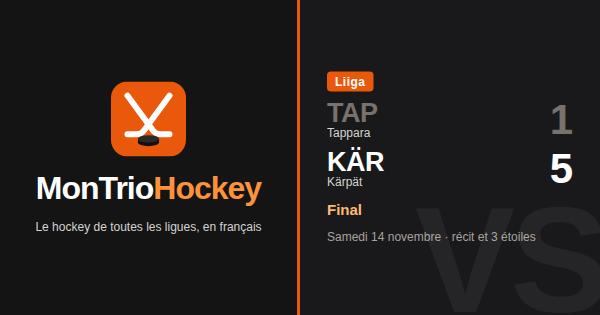 MonTrioHockey
Le hockey de toutes les ligues, en français
Liiga
TAP 1
Tappara
KÄR 5
Kärpät
Final
Samedi 14 novembre · récit et 3 étoiles
VS